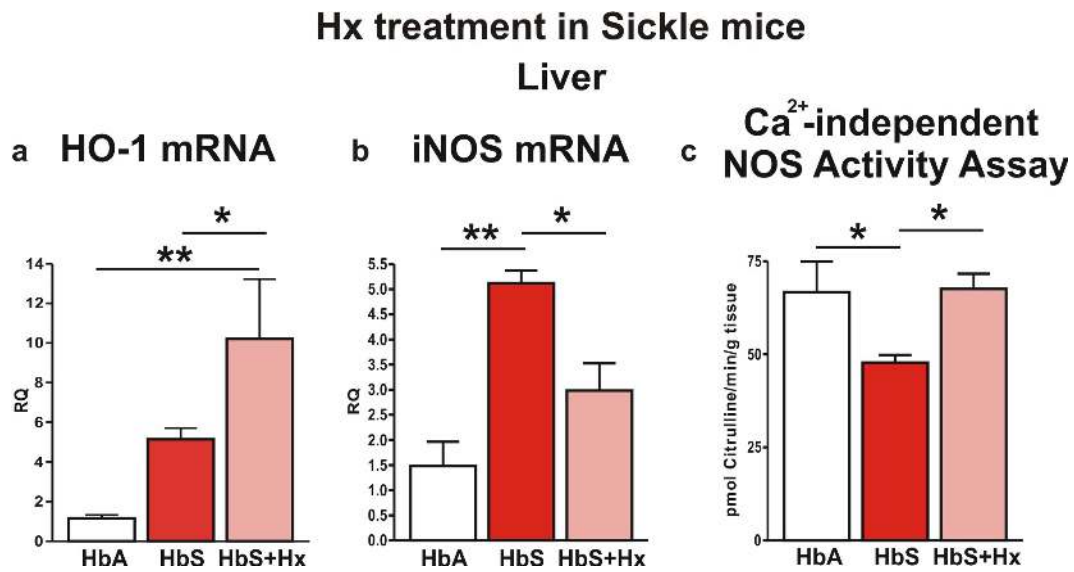 Hx treatment in Sickle mice
Liver
a HO-1 mRNA
**
*
RQ
14
12
10
8
6
4
2
0
HbA HbS HbS+Hx
b iNOS mRNA
** *
RQ
5.5
5.0
4.5
4.0
3.5
3.0
2.5
2.0
1.5
1.0
0.5
0.0
HbA HbS HbS+Hx
c Ca²⁺-independent
NOS Activity Assay
* *
pmol Citrulline/min/g tissue
75
50
25
0
HbA HbS HbS+Hx